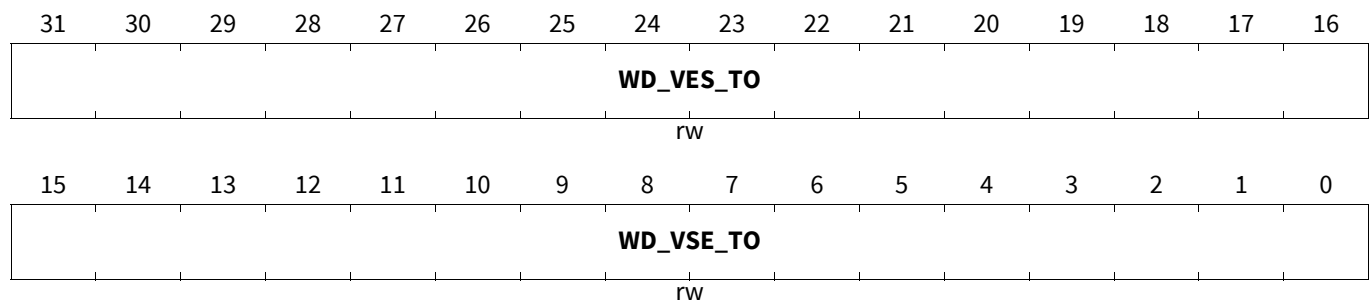 31 30 29 28 27 26 25 24 23 22 21 20 19 18 17 16
WD_VES_TO
rw
15 14 13 12 11 10 9 8 7 6 5 4 3 2 1 0
WD_VSE_TO
rw